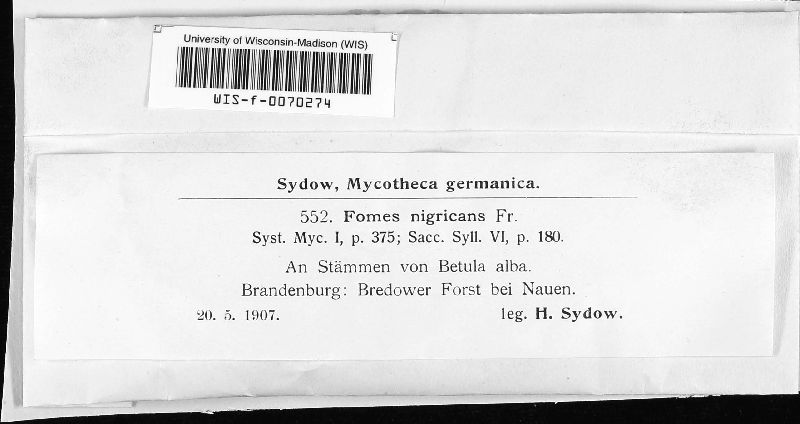 University of Wisconsin-Madison (WIS)
WIS-f-0070274
Sydow, Mycotheca germanica.
552. Fomes nigricans Fr.
Syst. Myc. I, p. 375; Sacc. Syll. VI, p. 180.
An Stämmen von Betula alba.
Brandenburg: Bredower Forst bei Nauen.
20. 5. 1907. leg. H. Sydow.